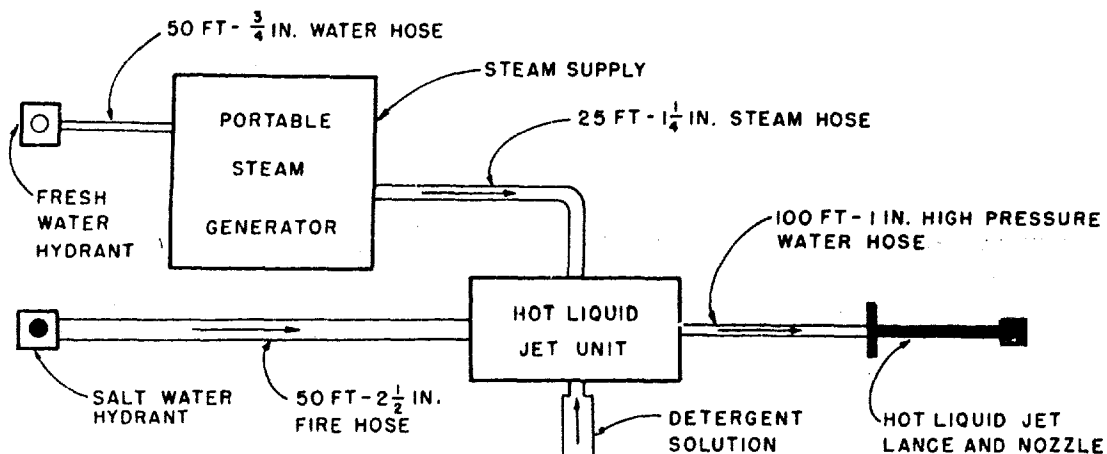 50 FT - 3/4 IN. WATER HOSE
STEAM SUPPLY
PORTABLE
STEAM
GENERATOR
25 FT - 1 1/4 IN. STEAM HOSE
FRESH
WATER
HYDRANT
100 FT - 1 IN. HIGH PRESSURE
WATER HOSE
HOT LIQUID
JET UNIT
SALT WATER
HYDRANT
50 FT - 2 1/2 IN.
FIRE HOSE
DETERGENT
SOLUTION
HOT LIQUID JET
LANCE AND NOZZLE